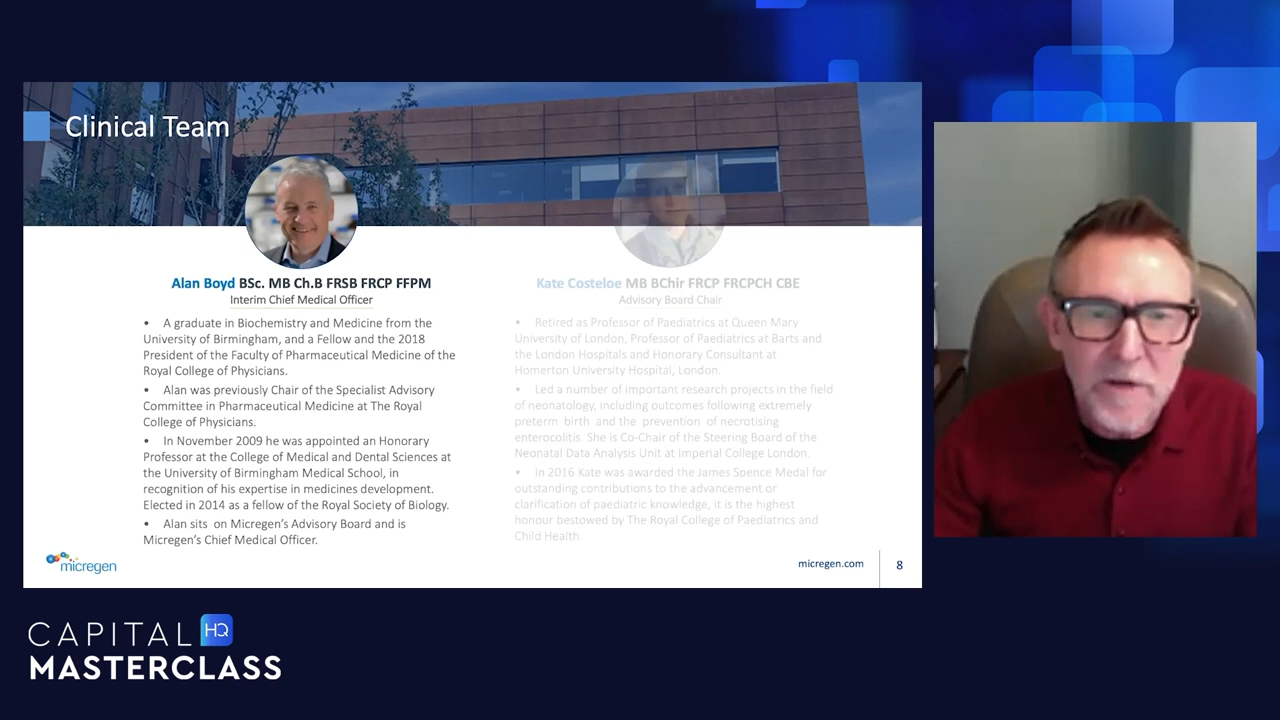 Clinical Team
Alan Boyd BSc. MB Ch.B FRSB FRCP FFPM
Interim Chief Medical Officer
• A graduate in Biochemistry and Medicine from the
University of Birmingham, and a Fellow and the 2018
President of the Faculty of Pharmaceutical Medicine of the
Royal College of Physicians.
• Alan was previously Chair of the Specialist Advisory
Committee in Pharmaceutical Medicine at The Royal
College of Physicians.
• In November 2009 he was appointed an Honorary
Professor at the College of Medical and Dental Sciences at
the University of Birmingham Medical School, in
recognition of his expertise in medicines development.
Elected in 2014 as a fellow of the Royal Society of Biology.
• Alan sits on Micregen's Advisory Board and is
Micregen's Chief Medical Officer.
Kate Costeloe MB BChir FRCP FRCPCH CBE
Advisory Board Chair
• Retired as Professor of Paediatrics at Queen Mary
University of London, Professor of Paediatrics at Barts and
the London Hospitals and Honorary Consultant at
Homerton University Hospital, London.
• Led a number of important research projects in the field
of neonatology, including outcomes following extremely
preterm birth and the prevention of necrotising
enterocolitis. She is Co-Chair of the Steering Board of the
Neonatal Data Analysis Unit at Imperial College London.
• In 2016 Kate was awarded the James Spence Medal for
outstanding contributions to the advancement or
clarification of paediatric knowledge, it is the highest
honour bestowed by The Royal College of Paediatrics and
Child Health.
micregen
micregen.com
8
CAPITAL HQ
MASTERCLASS